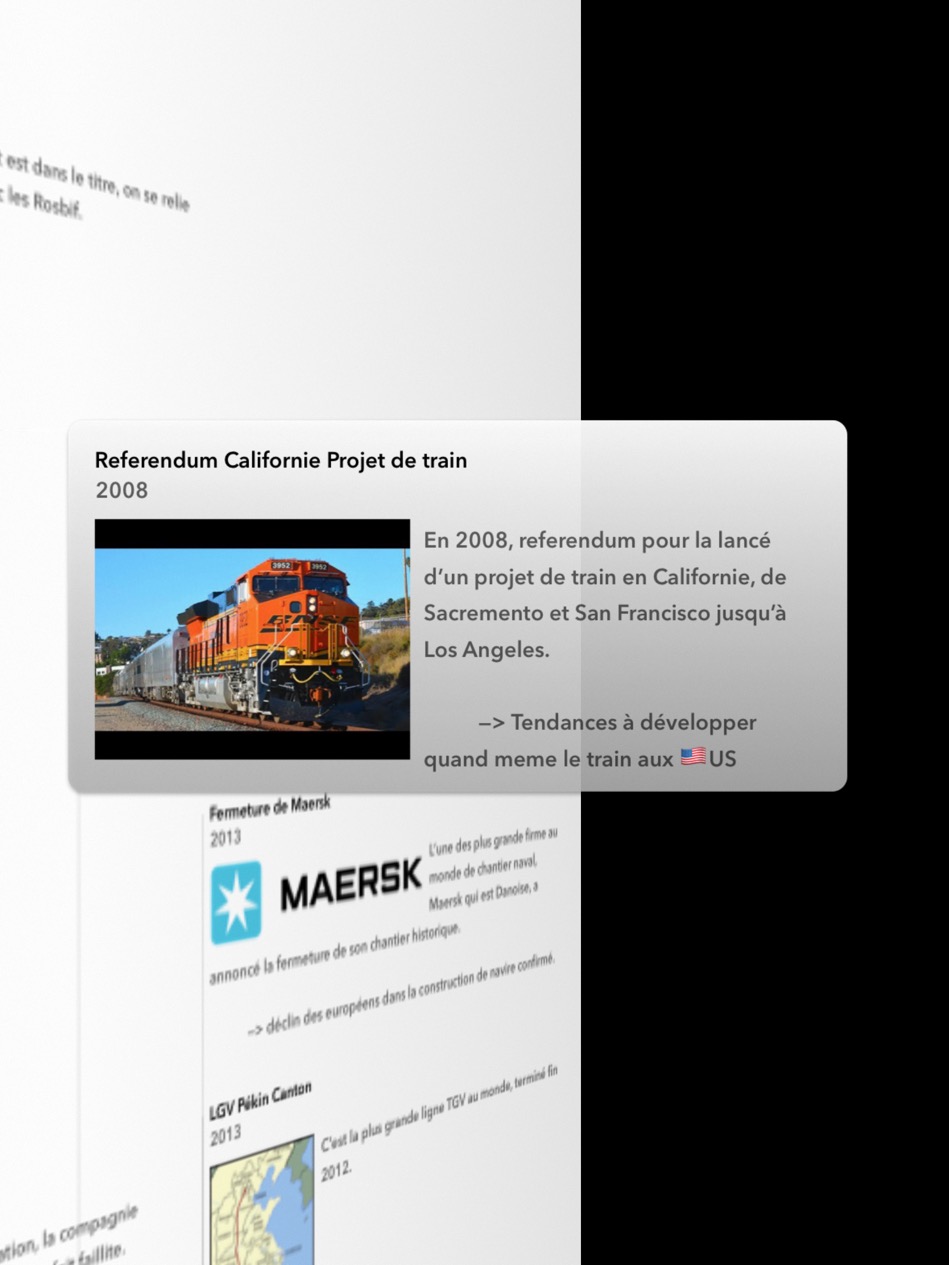 est dans le titre, on se relie
les Rosbif.
Referendum Californie Projet de train
2008
3952 3952
En 2008, referendum pour la lancé
d’un projet de train en Californie, de
Sacremento et San Francisco jusqu’à
Los Angeles.
—> Tendances à développer
quand meme le train aux 🇺🇸US
Fermeture de Maersk
2013
MAERSK
L’une des plus grande firme au
monde de chantier naval,
Maersk qui est Danoise, a
annoncé la fermeture de son chantier historique.
—> déclin des européens dans la construction de navire confirmé.
LGV Pékin Canton
2013
C’est la plus grande ligne TGV au monde, terminé fin
2012.
la compagnie
faillite.